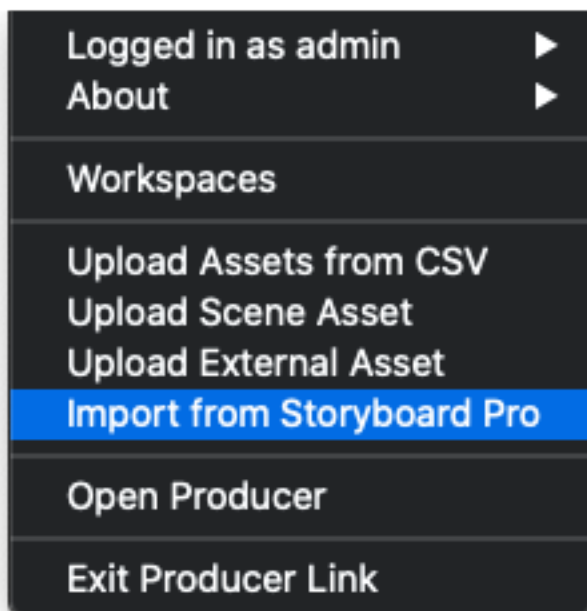 Logged in as admin
About
Workspaces
Upload Assets from CSV
Upload Scene Asset
Upload External Asset
Import from Storyboard Pro
Open Producer
Exit Producer Link